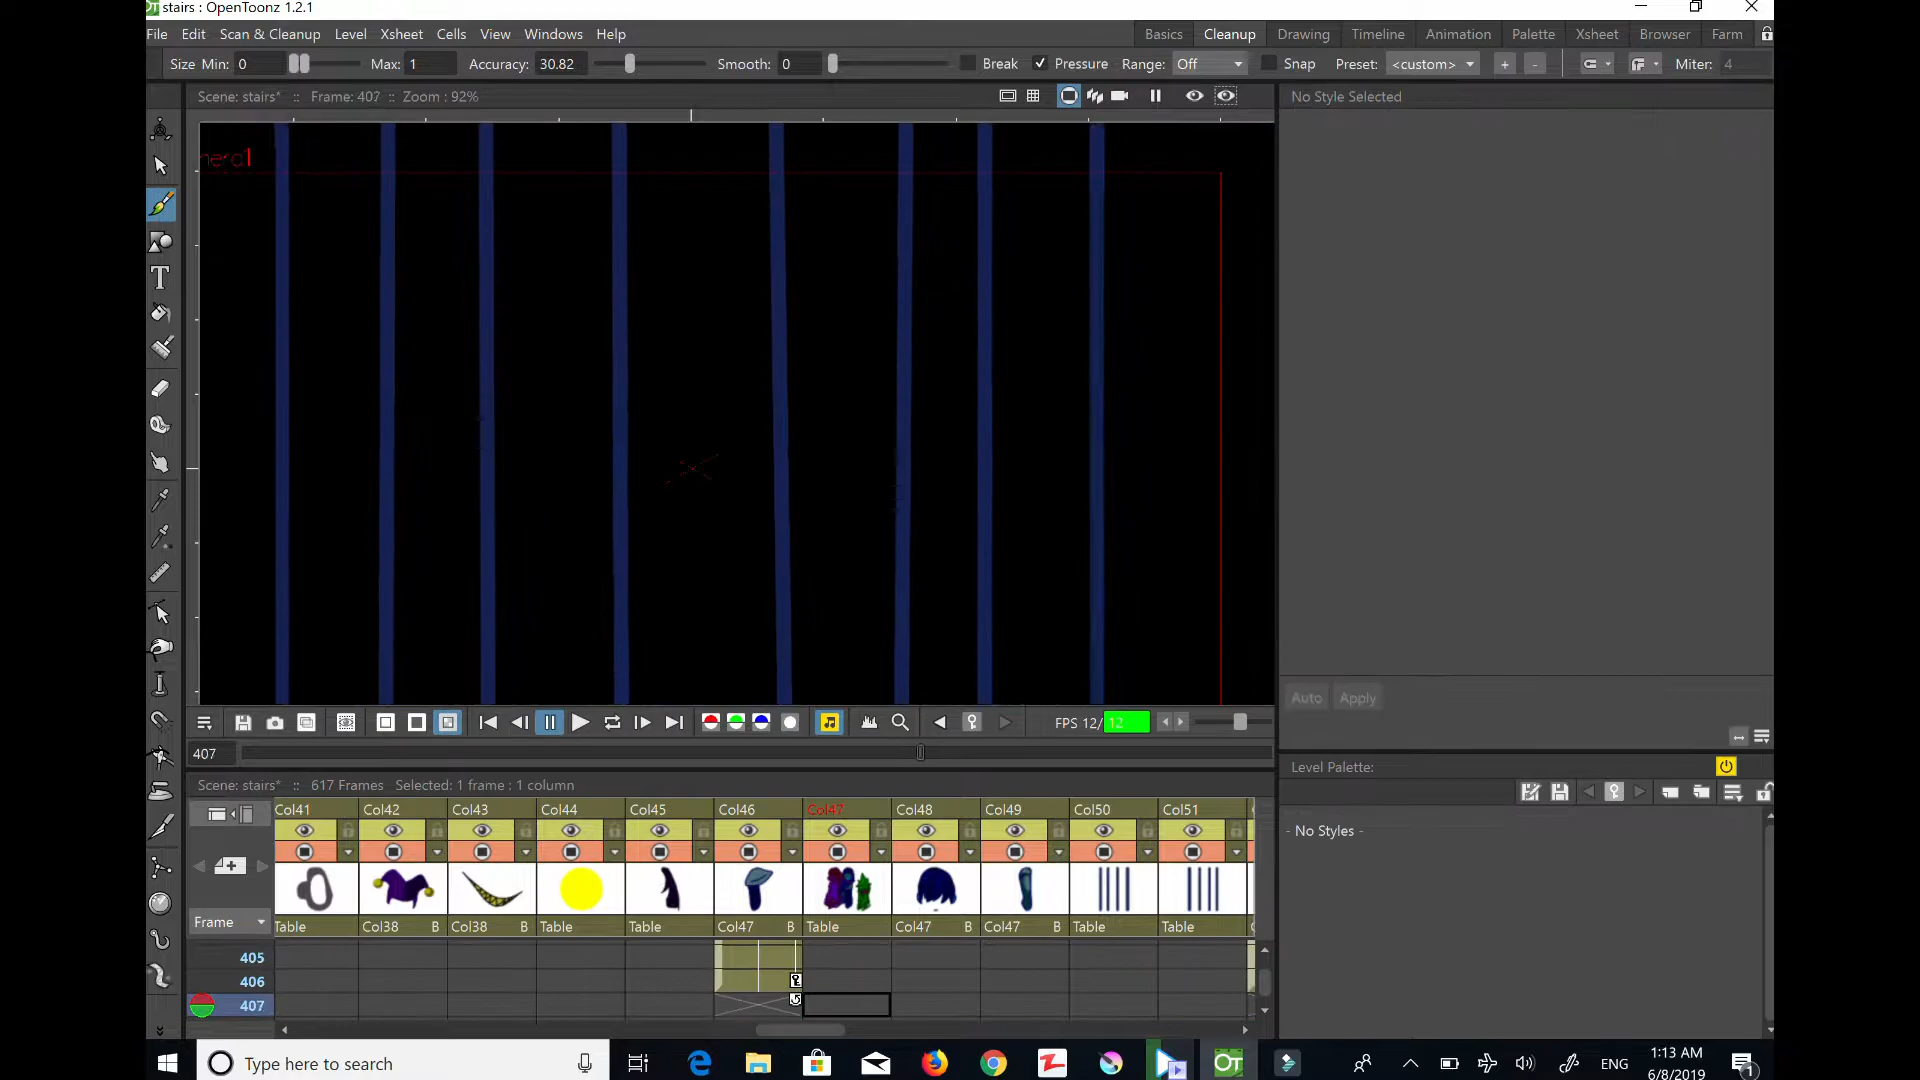 stairs : OpenToonz 1.2.1
File Edit Scan & Cleanup Level Xsheet Cells View Windows Help Basics Cleanup Drawing Timeline Animation Palette Xsheet Browser Farm
Size Min: 0 Max: 1 Accuracy: 30.82 Smooth: 0 Break Pressure Range: Off Snap Preset: <custom> + - Miter: 4
Scene: stairs* :: Frame: 407 :: Zoom : 92% No Style Selected
FPS 12/ 12
Auto Apply
407
Level Palette:
Scene: stairs* :: 617 Frames Selected: 1 frame : 1 column
Col41 Col42 Col43 Col44 Col45 Col46 Col47 Col48 Col49 Col50 Col51
- No Styles -
Frame
Table Col38 B Col38 B Table Table Col47 B Table Col47 B Col47 B Table Table
405
406
407
Type here to search
ENG
1:13 AM
6/8/2019
1